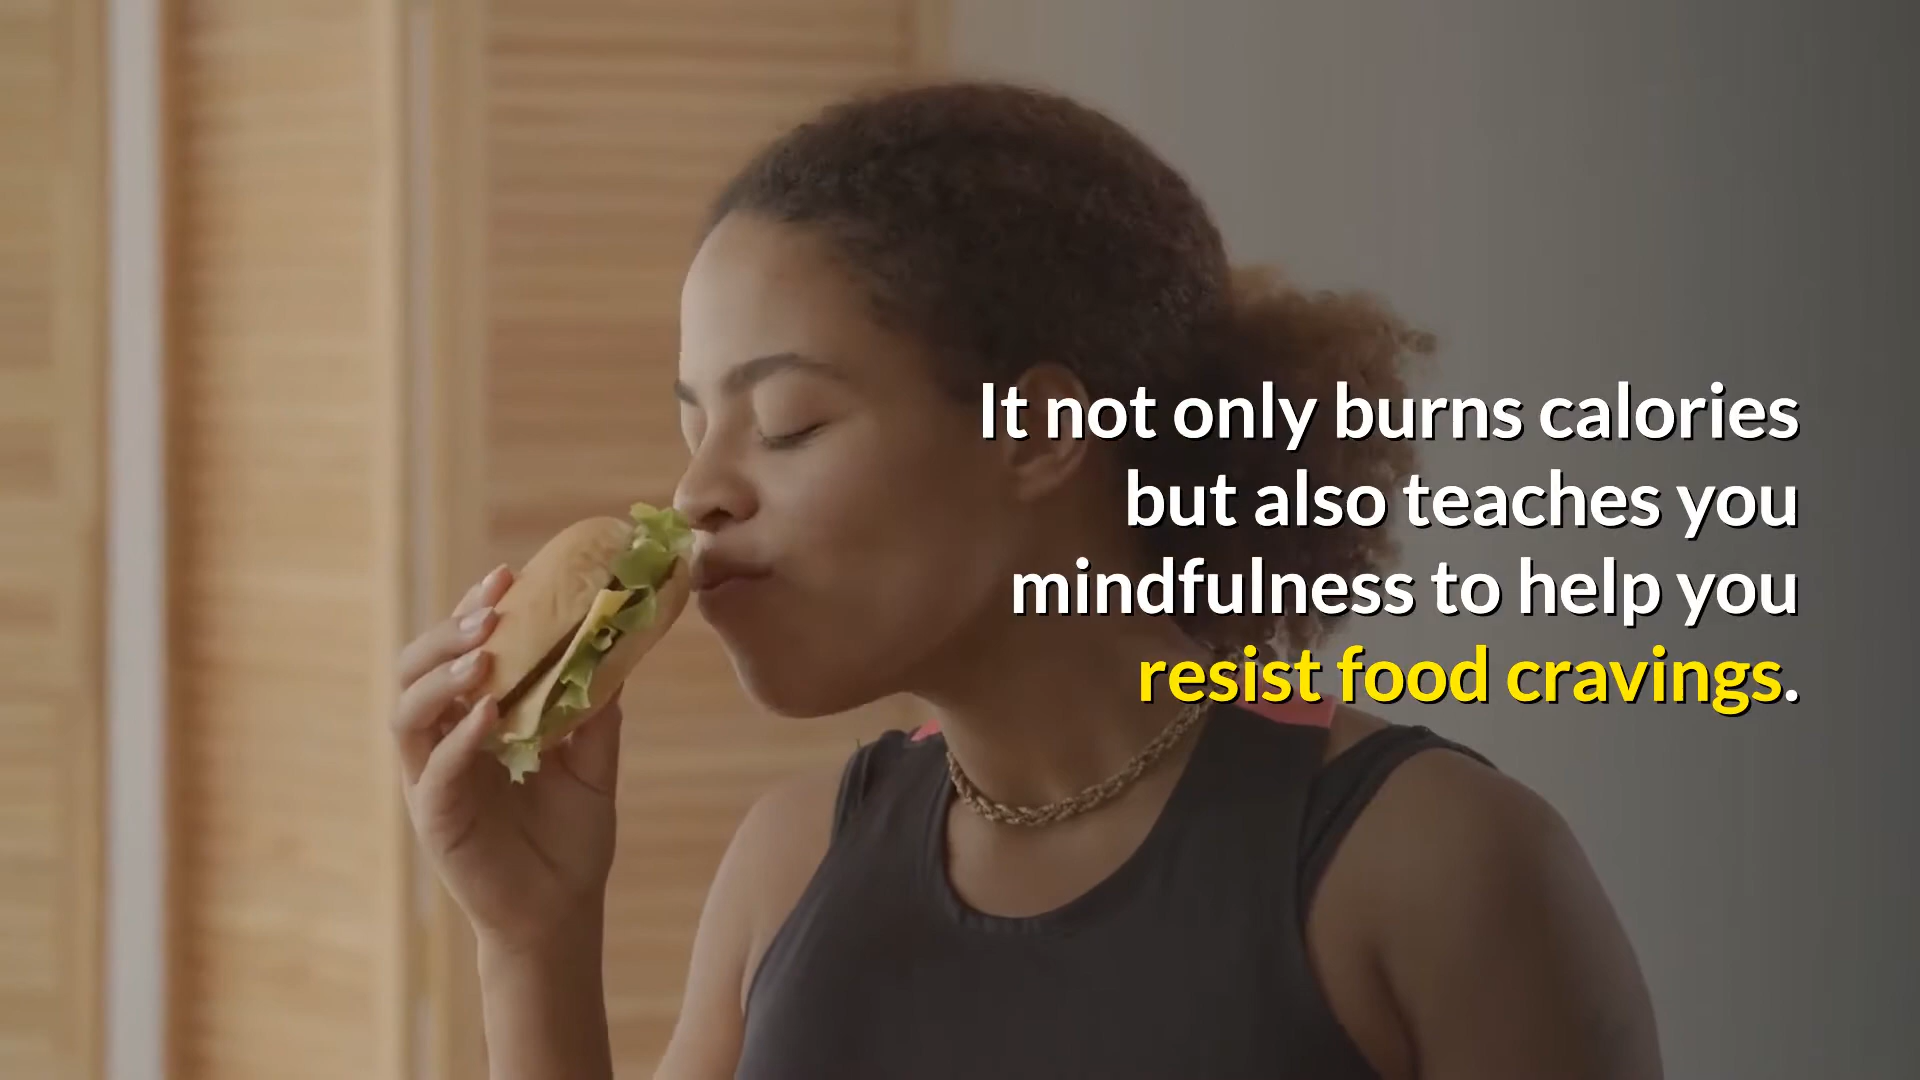 It not only burns calories
but also teaches you
mindfulness to help you
resist food cravings.